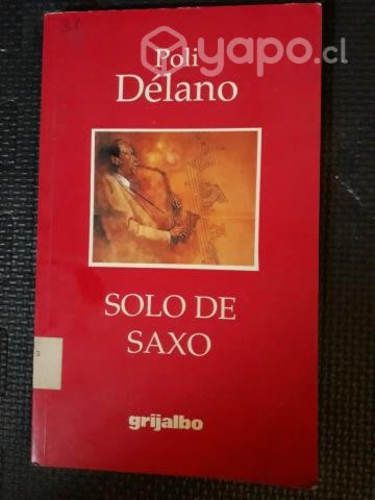 yapo.cl
Poli
Délano
SOLO DE
SAXO
grijalbo